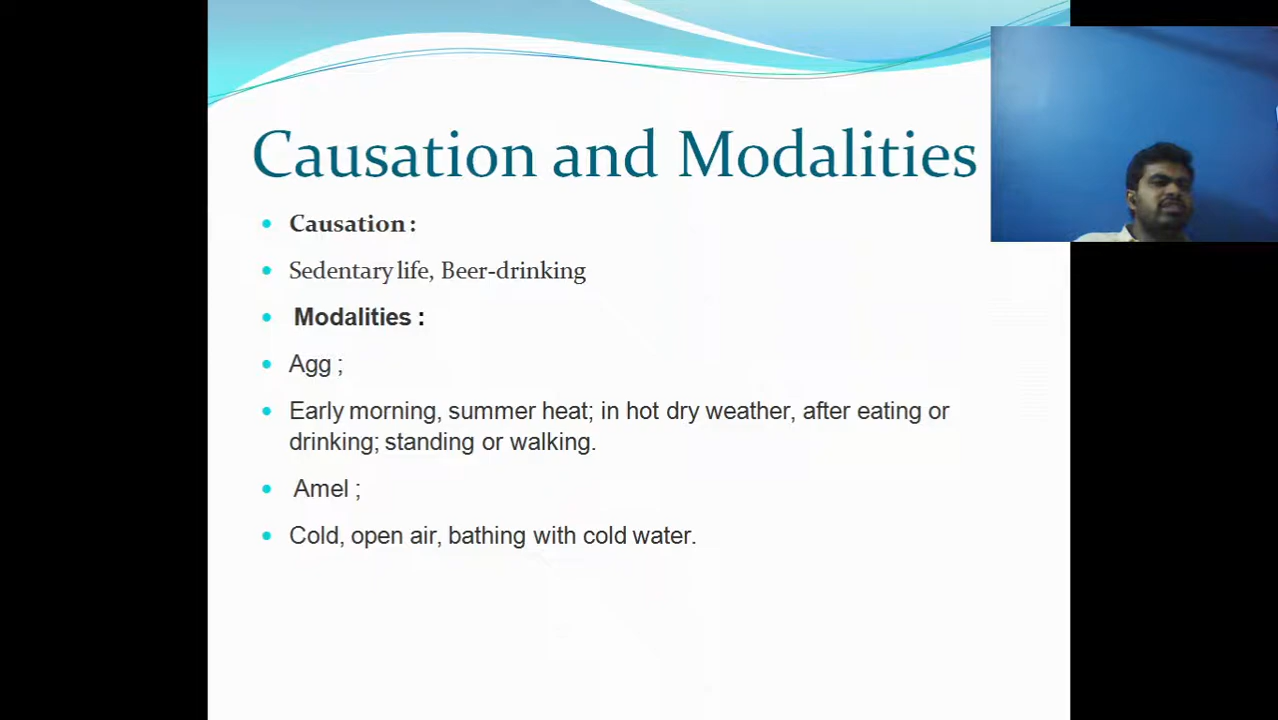 Causation and Modalities
Causation :
Sedentary life, Beer-drinking
Modalities :
Agg ;
Early morning, summer heat; in hot dry weather, after eating or
drinking; standing or walking.
Amel ;
Cold, open air, bathing with cold water.